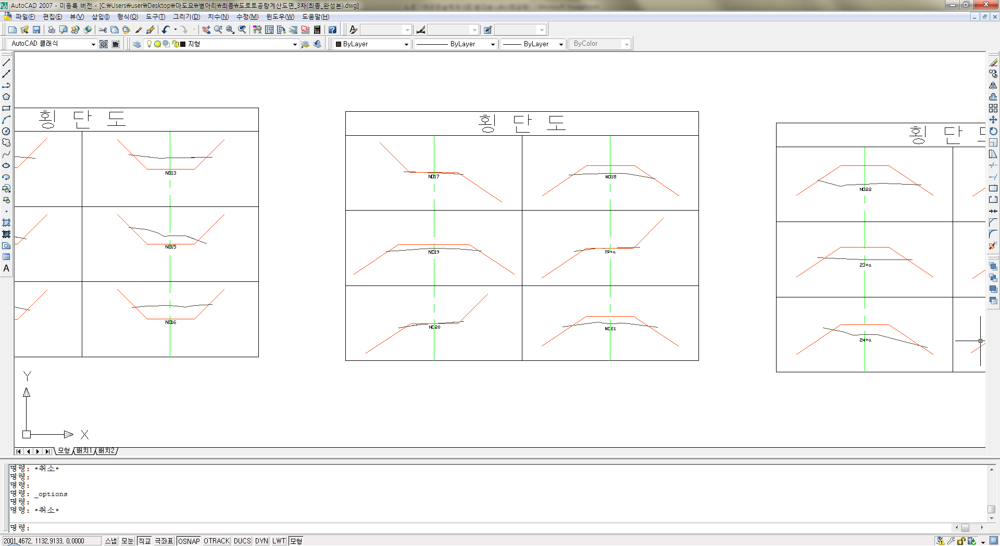 AutoCAD 2007 - 미등록 버전 - [C:₩Users₩user₩Desktop₩마도요₩병아리₩최종₩도로토공량계산도면_3차(최종_완성본).dwg]
파일(F) 편집(E) 뷰(V) 삽입(I) 형식(O) 도구(T) 그리기(D) 치수(N) 수정(M) 윈도우(W) 도움말(H)
AutoCAD 클래식 지형 ByLayer ByLayer ByLayer ByColor
횡 단 도
횡 단 도
횡 단
NO13
NO15
NO16
NO17
NO18
NO19
19+a
NO20
NO21
NO22
23+a
24+a
Y
X
A
모형 배치1 배치2
명령: *취소*
명령:
명령:
명령: _options
명령:
명령: *취소*
명령:
2001,4672, 1132,9133, 0,0000 스냅 모눈 직교 극좌표 OSNAP OTRACK DUCS DYN LWT 모형